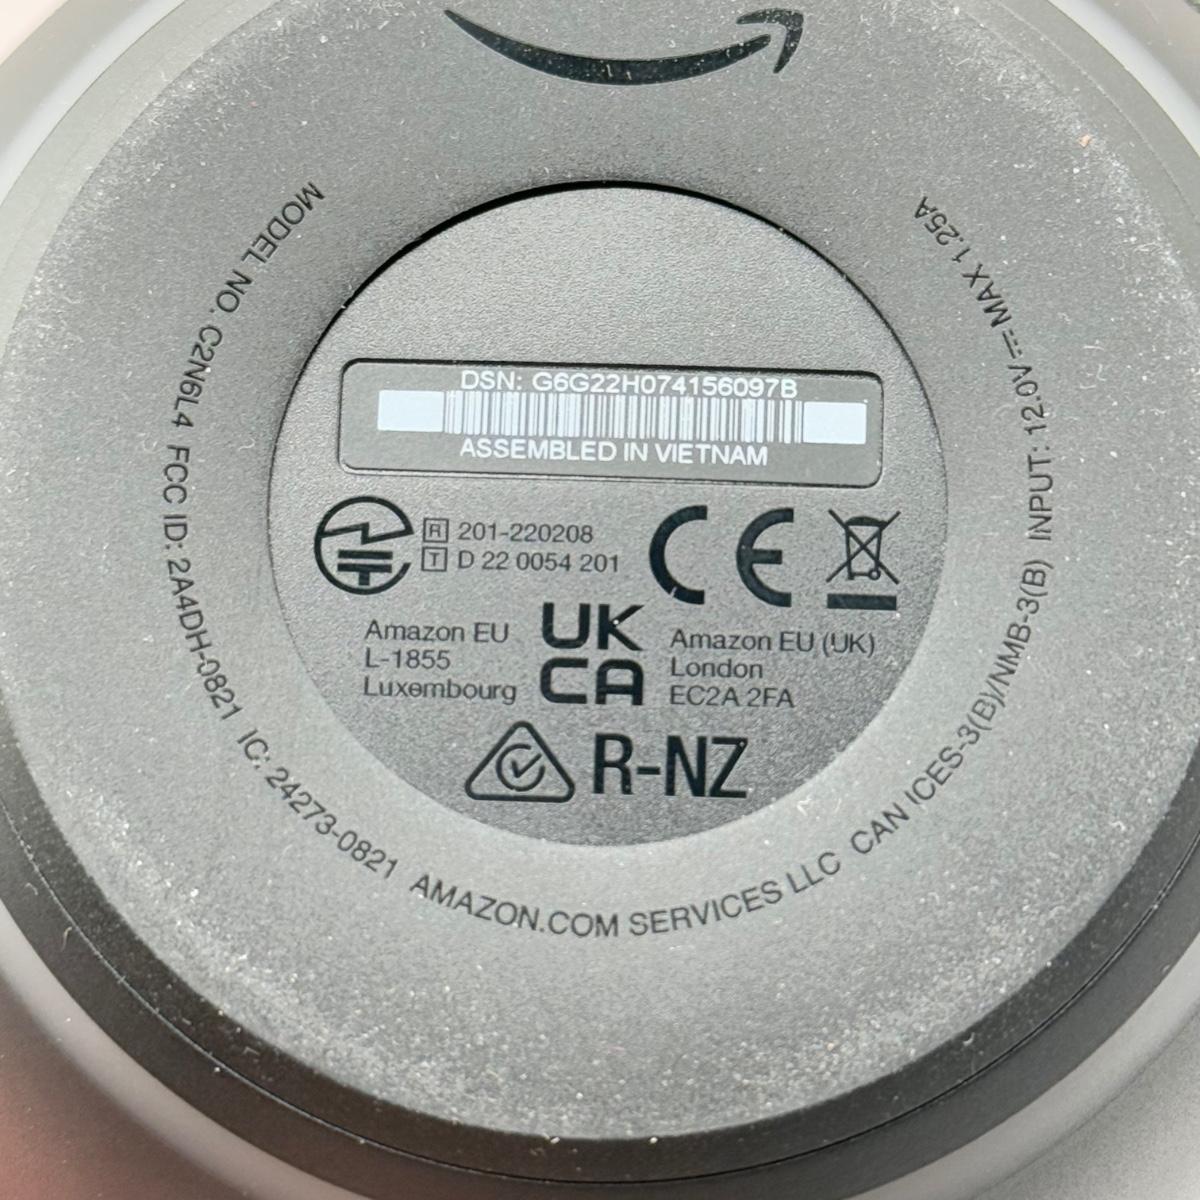 MODEL NO. C2N6L4 FCC ID: 2A4DH-0821 IC: 24273-0821 AMAZON.COM SERVICES LLC CAN ICES-3(B)/NMB-3(B) INPUT: 12.0V⎓MAX 1.25A
DSN: G6G22H074156097B
ASSEMBLED IN VIETNAM
R 201-220208
T D 22 0054 201
CE
Amazon EU
L-1855
Luxembourg
UK
CA
Amazon EU (UK)
London
EC2A 2FA
R-NZ